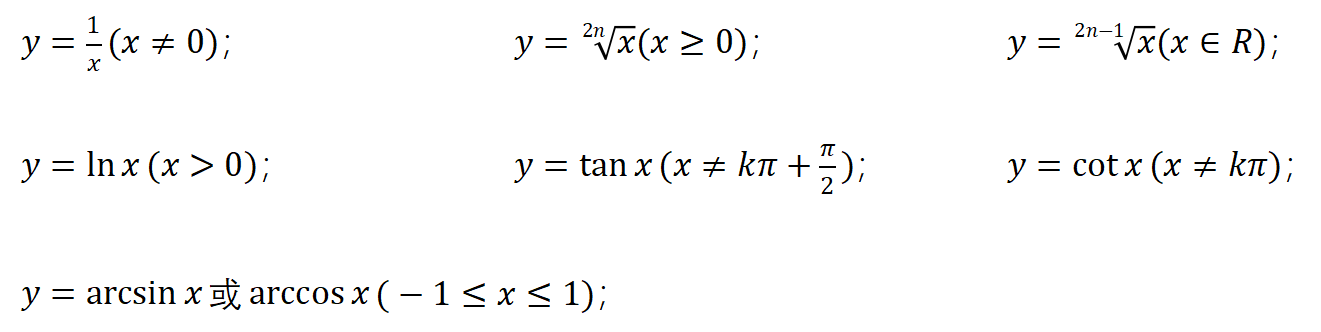 y = 1/x (x ≠ 0); y = ²ⁿ√x(x ≥ 0); y = ²ⁿ⁻¹√x(x ∈ R);
y = ln x (x > 0); y = tan x (x ≠ kπ + π/2); y = cot x (x ≠ kπ);
y = arcsin x 或 arccos x ( − 1 ≤ x ≤ 1);